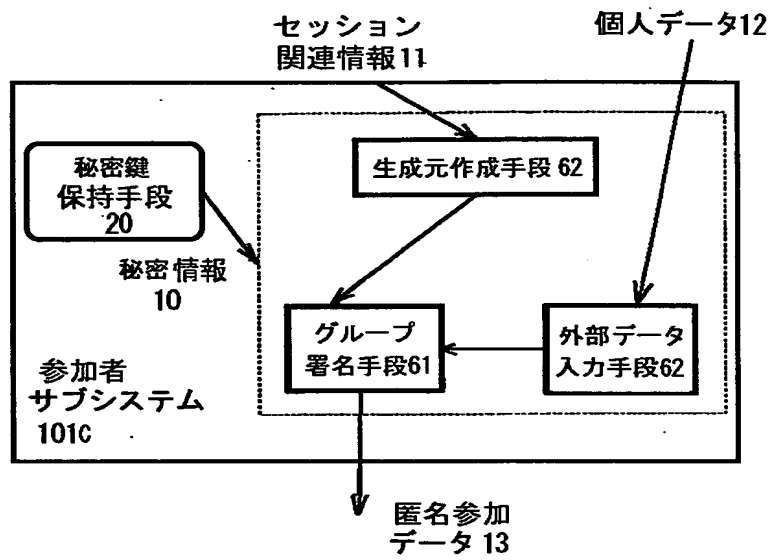 セッション
関連情報11
個人データ12
生成元作成手段 62
秘密鍵
保持手段
20
秘密情報
10
グループ
署名手段61
外部データ
入力手段62
参加者
サブシステム
101c
匿名参加
データ 13